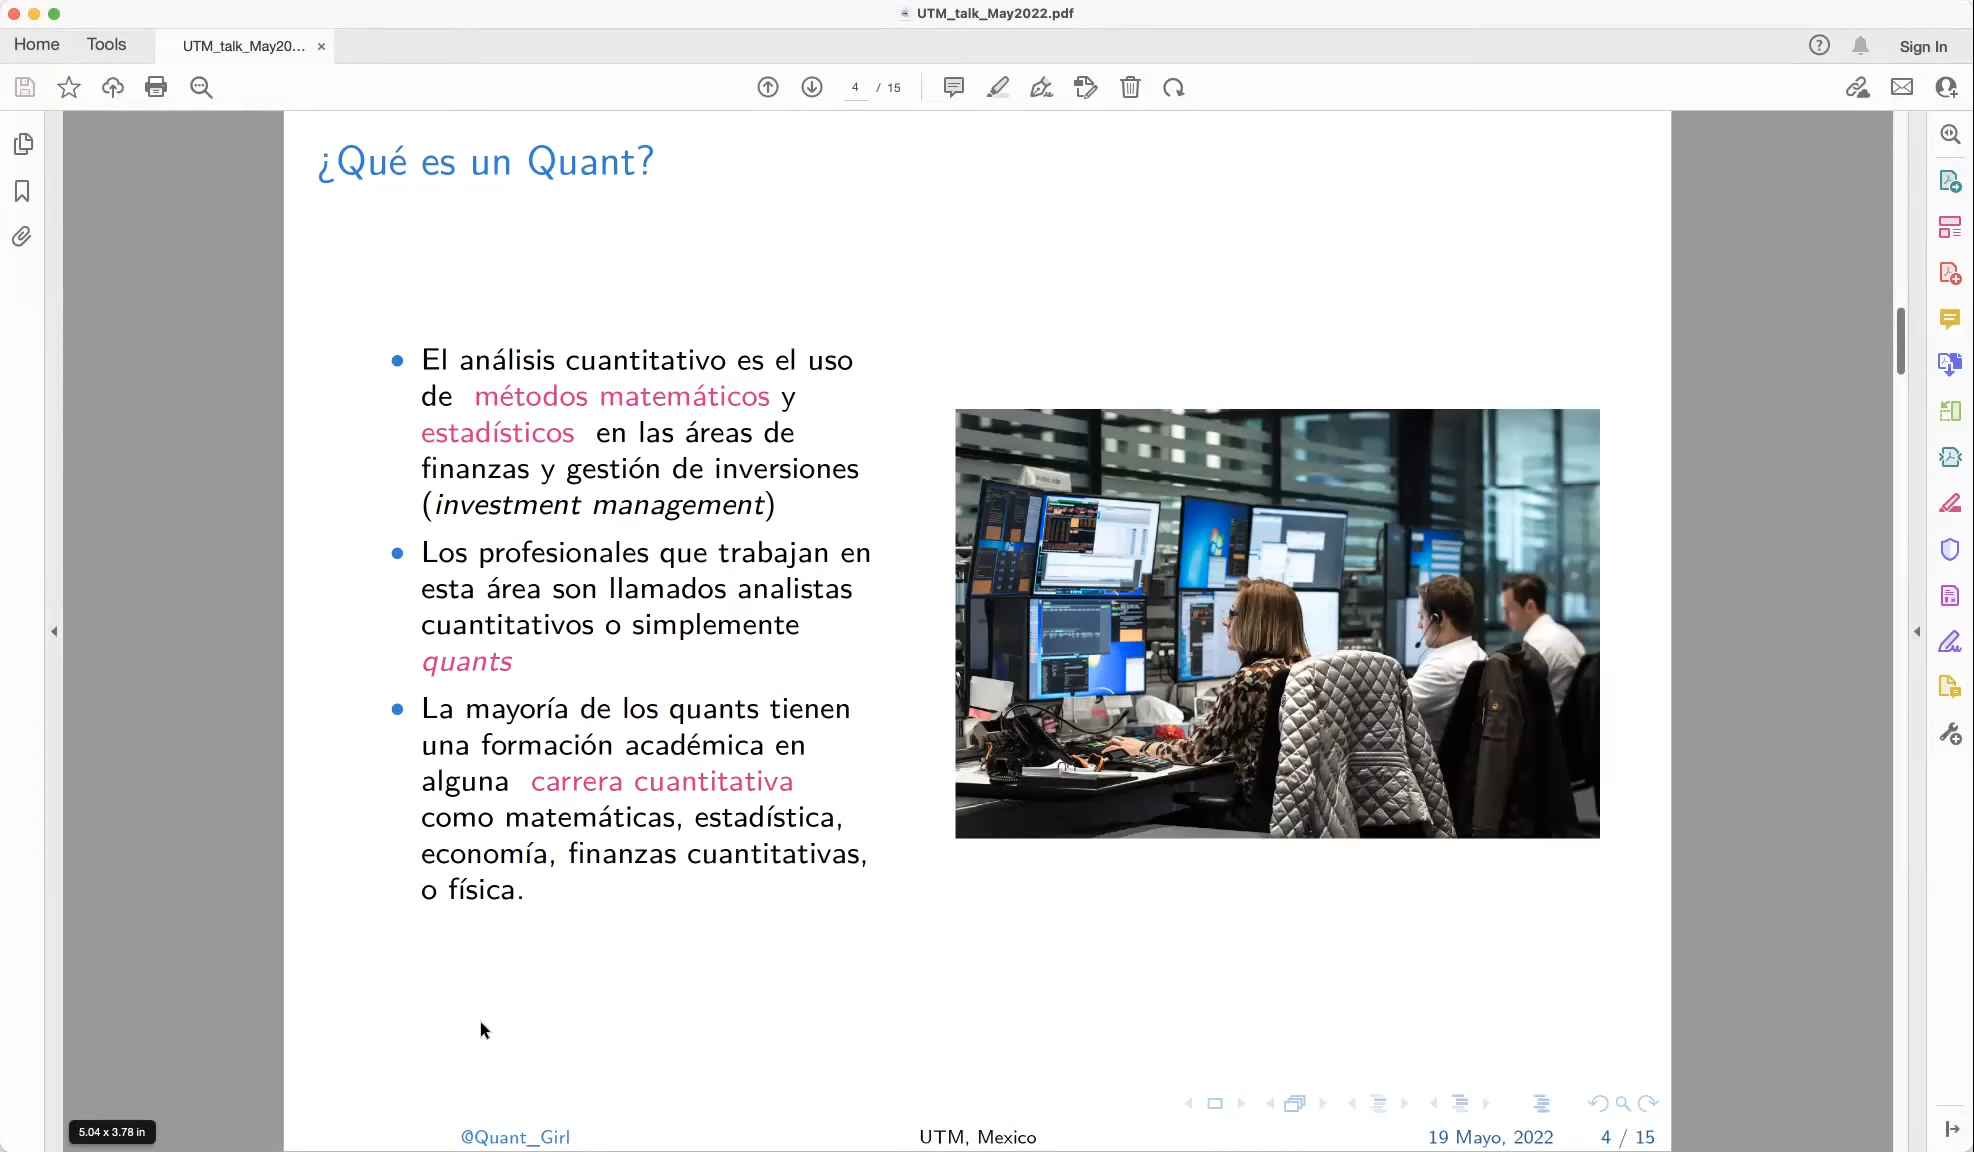 UTM_talk_May2022.pdf
Home Tools UTM_talk_May20... × Sign In
4 / 15
¿Qué es un Quant?
• El análisis cuantitativo es el uso
de métodos matemáticos y
estadísticos en las áreas de
finanzas y gestión de inversiones
(investment management)
• Los profesionales que trabajan en
esta área son llamados analistas
cuantitativos o simplemente
quants
• La mayoría de los quants tienen
una formación académica en
alguna carrera cuantitativa
como matemáticas, estadística,
economía, finanzas cuantitativas,
o física.
5.04 x 3.78 in
@Quant_Girl UTM, Mexico 19 Mayo, 2022 4 / 15